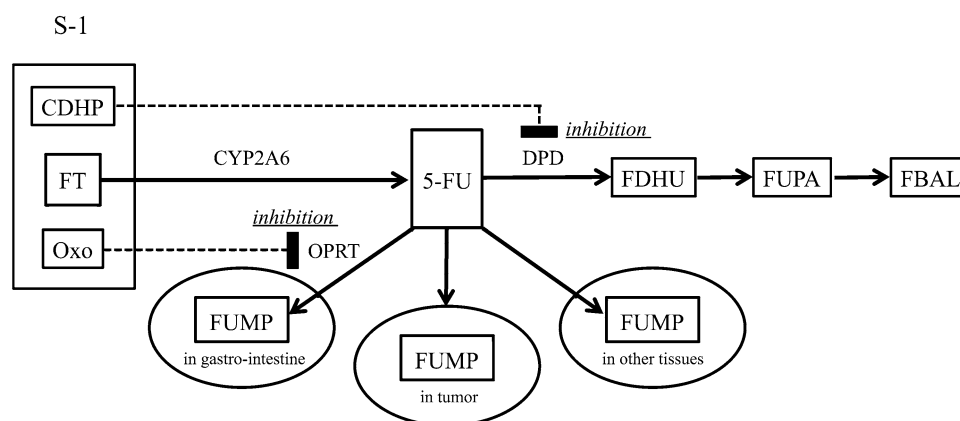 S-1
CDHP
inhibition
CYP2A6
DPD
FT
5-FU
FDHU
FUPA
FBAL
inhibition
Oxo
OPRT
FUMP
in gastro-intestine
FUMP
in tumor
FUMP
in other tissues